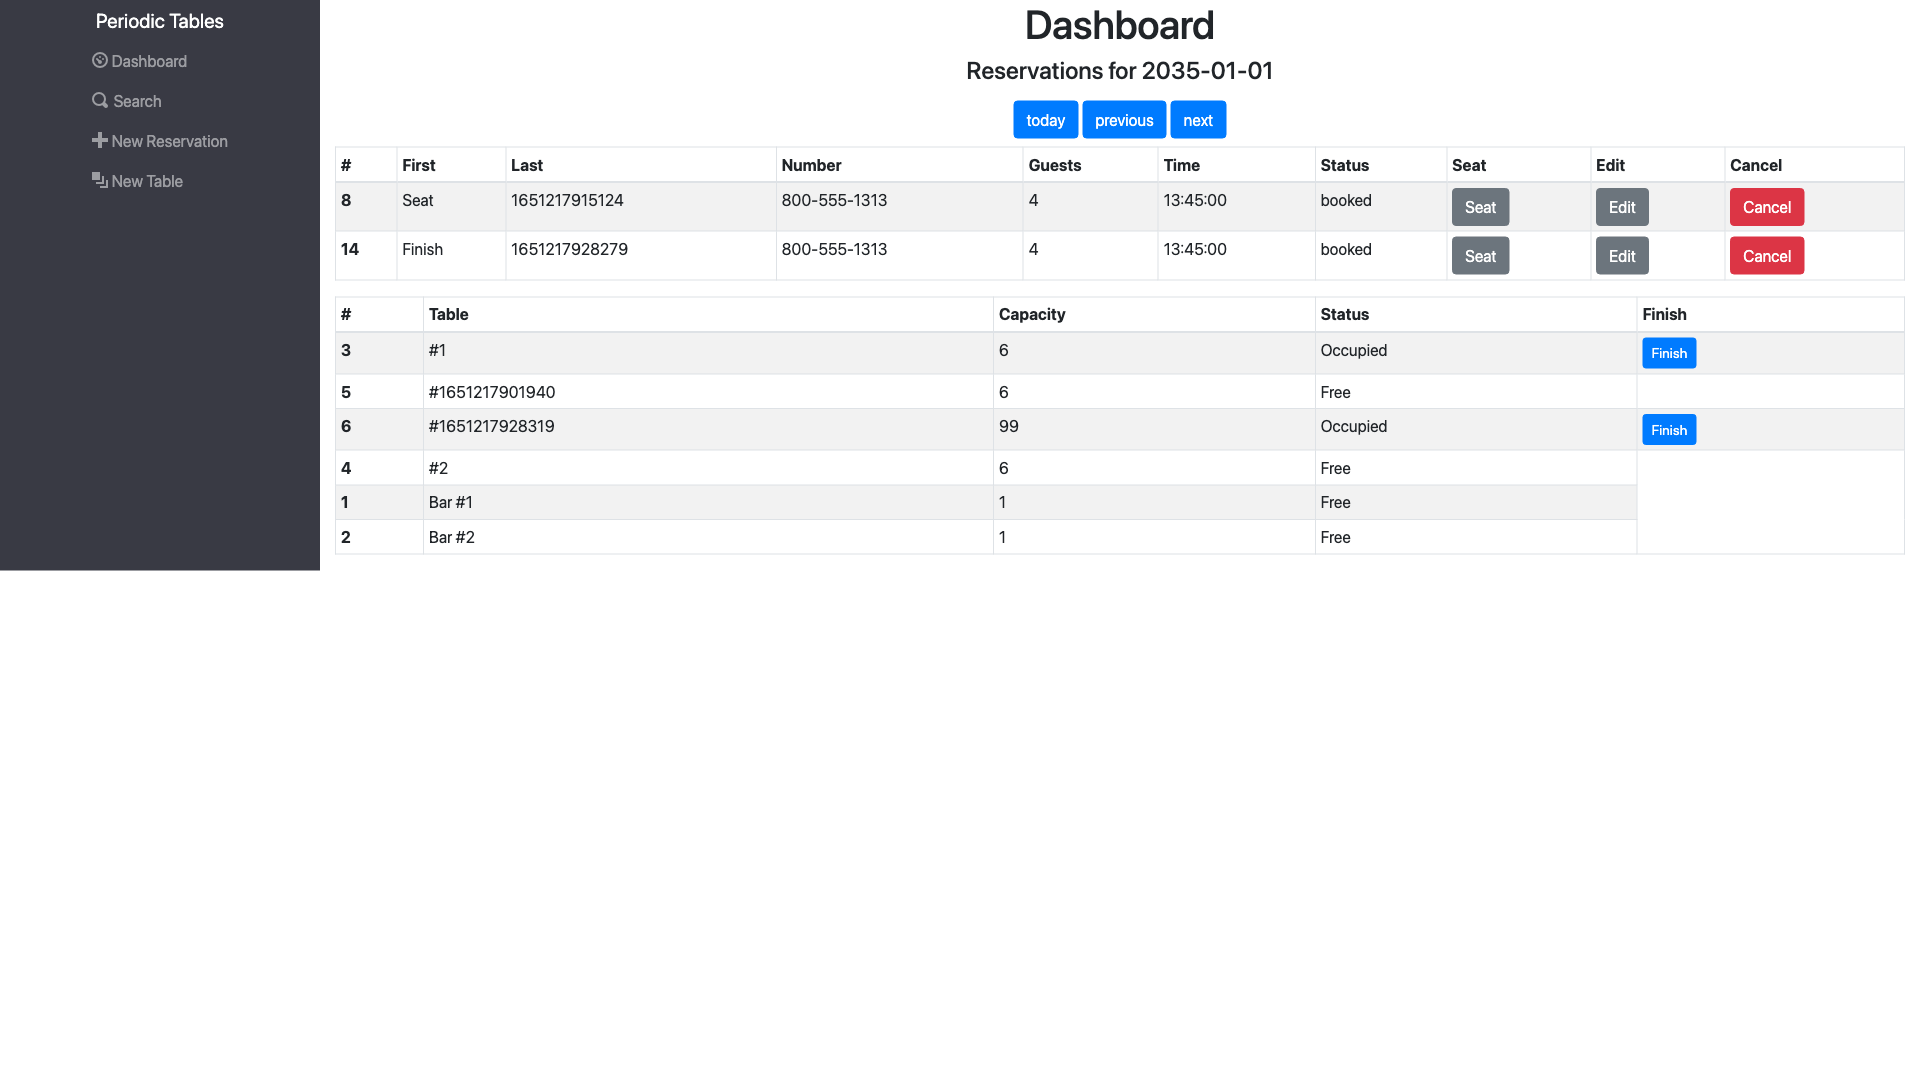 Periodic Tables
Dashboard
Search
New Reservation
New Table
Dashboard
Reservations for 2035-01-01
today previous next
# First Last Number Guests Time Status Seat Edit Cancel
8 Seat 1651217915124 800-555-1313 4 13:45:00 booked Seat Edit Cancel
14 Finish 1651217928279 800-555-1313 4 13:45:00 booked Seat Edit Cancel
# Table Capacity Status Finish
3 #1 6 Occupied Finish
5 #1651217901940 6 Free
6 #1651217928319 99 Occupied Finish
4 #2 6 Free
1 Bar #1 1 Free
2 Bar #2 1 Free